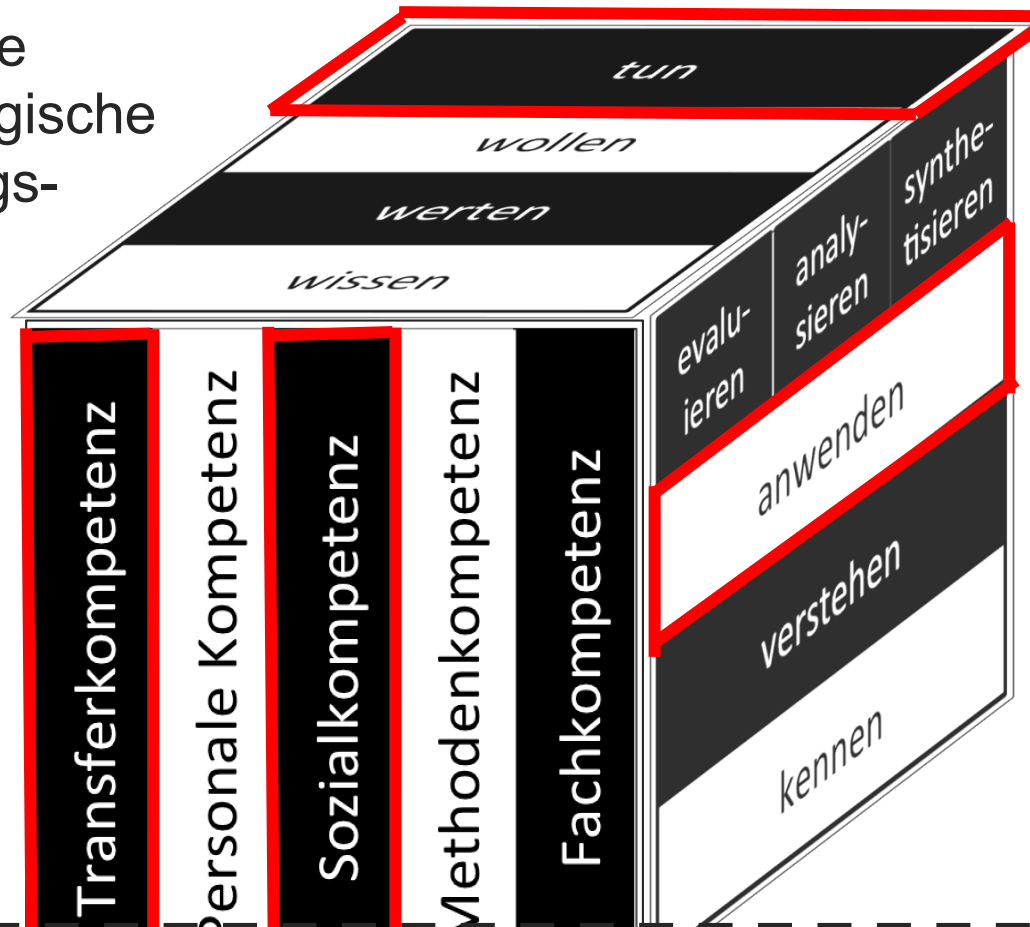 e
gische
gs-
tun
wollen
werten
wissen
evalu-
ieren
analy-
sieren
synthe-
tisieren
anwenden
verstehen
kennen
Transferkompetenz
Personale Kompetenz
Sozialkompetenz
Methodenkompetenz
Fachkompetenz